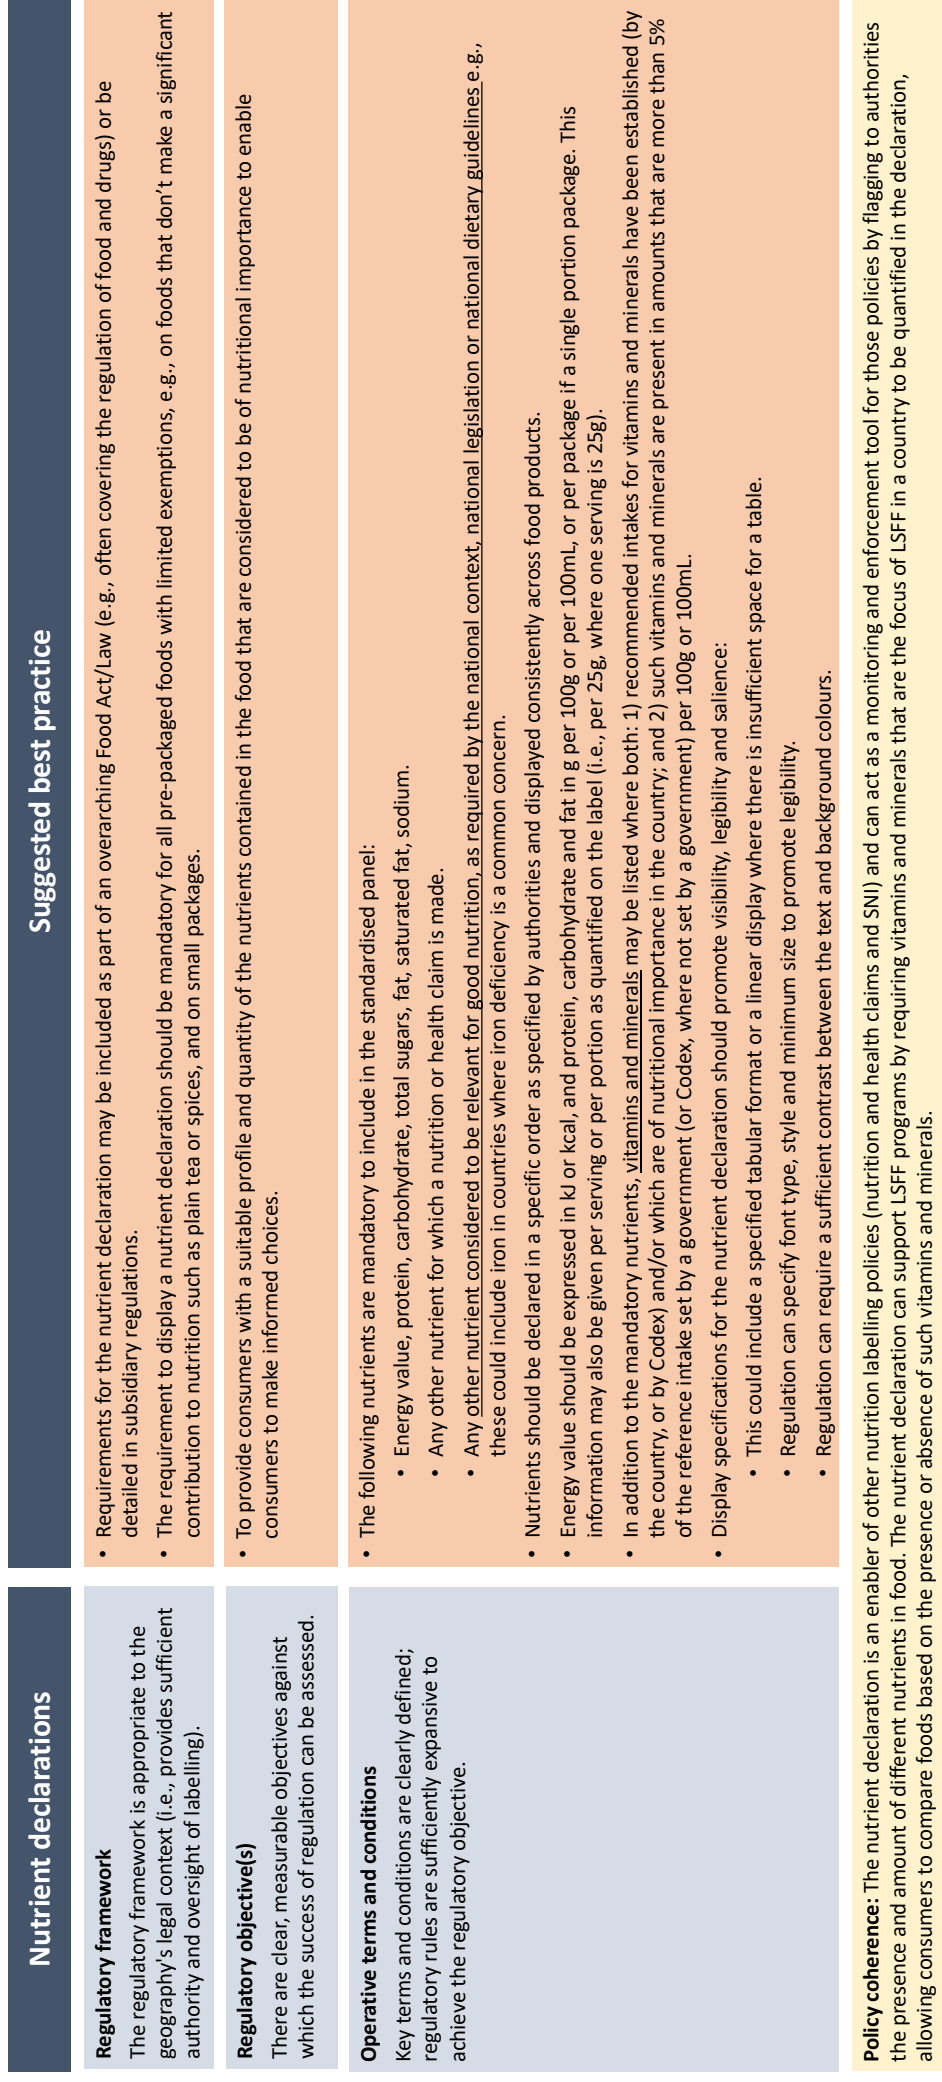 Nutrient declarations
Suggested best practice
Regulatory framework
The regulatory framework is appropriate to the
geography's legal context (i.e., provides sufficient
authority and oversight of labelling).
• Requirements for the nutrient declaration may be included as part of an overarching Food Act/Law (e.g., often covering the regulation of food and drugs) or be
detailed in subsidiary regulations.
• The requirement to display a nutrient declaration should be mandatory for all pre-packaged foods with limited exemptions, e.g., on foods that don't make a significant
contribution to nutrition such as plain tea or spices, and on small packages.
Regulatory objective(s)
There are clear, measurable objectives against
which the success of regulation can be assessed.
• To provide consumers with a suitable profile and quantity of the nutrients contained in the food that are considered to be of nutritional importance to enable
consumers to make informed choices.
Operative terms and conditions
Key terms and conditions are clearly defined;
regulatory rules are sufficiently expansive to
achieve the regulatory objective.
• The following nutrients are mandatory to include in the standardised panel:
• Energy value, protein, carbohydrate, total sugars, fat, saturated fat, sodium.
• Any other nutrient for which a nutrition or health claim is made.
• Any other nutrient considered to be relevant for good nutrition, as required by the national context, national legislation or national dietary guidelines e.g.,
these could include iron in countries where iron deficiency is a common concern.
• Nutrients should be declared in a specific order as specified by authorities and displayed consistently across food products.
• Energy value should be expressed in kJ or kcal, and protein, carbohydrate and fat in g per 100g or per 100mL, or per package if a single portion package. This
information may also be given per serving or per portion as quantified on the label (i.e., per 25g, where one serving is 25g).
• In addition to the mandatory nutrients, vitamins and minerals may be listed where both: 1) recommended intakes for vitamins and minerals have been established (by
the country, or by Codex) and/or which are of nutritional importance in the country; and 2) such vitamins and minerals are present in amounts that are more than 5%
of the reference intake set by a government (or Codex, where not set by a government) per 100g or 100mL.
• Display specifications for the nutrient declaration should promote visibility, legibility and salience:
• This could include a specified tabular format or a linear display where there is insufficient space for a table.
• Regulation can specify font type, style and minimum size to promote legibility.
• Regulation can require a sufficient contrast between the text and background colours.
Policy coherence: The nutrient declaration is an enabler of other nutrition labelling policies (nutrition and health claims and SNI) and can act as a monitoring and enforcement tool for those policies by flagging to authorities
the presence and amount of different nutrients in food. The nutrient declaration can support LSFF programs by requiring vitamins and minerals that are the focus of LSFF in a country to be quantified in the declaration,
allowing consumers to compare foods based on the presence or absence of such vitamins and minerals.